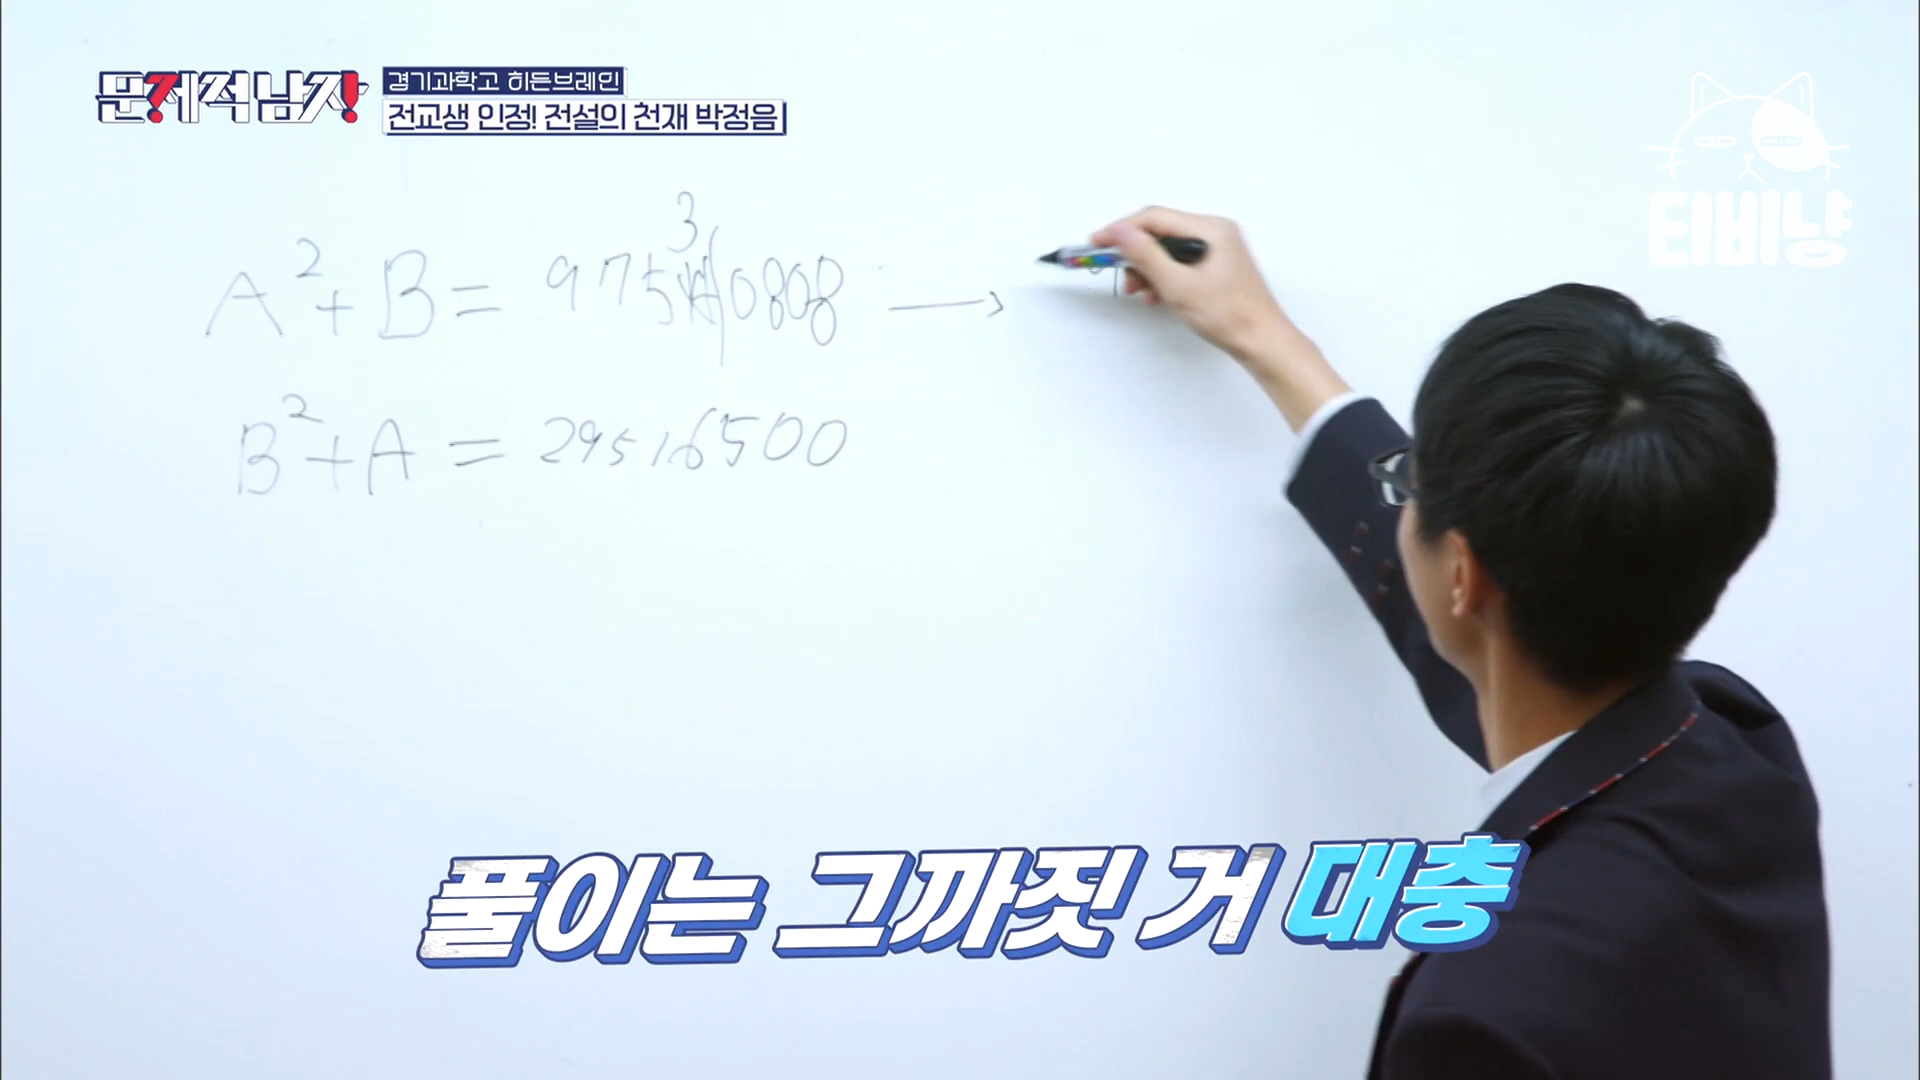 문제적 남자
경기과학고 히든브레인
전교생 인정! 전설의 천재 박정음
티비냥
3
A² + B = 975 0808 →
B² + A = 29516500
풀이는 그까짓 거 대충